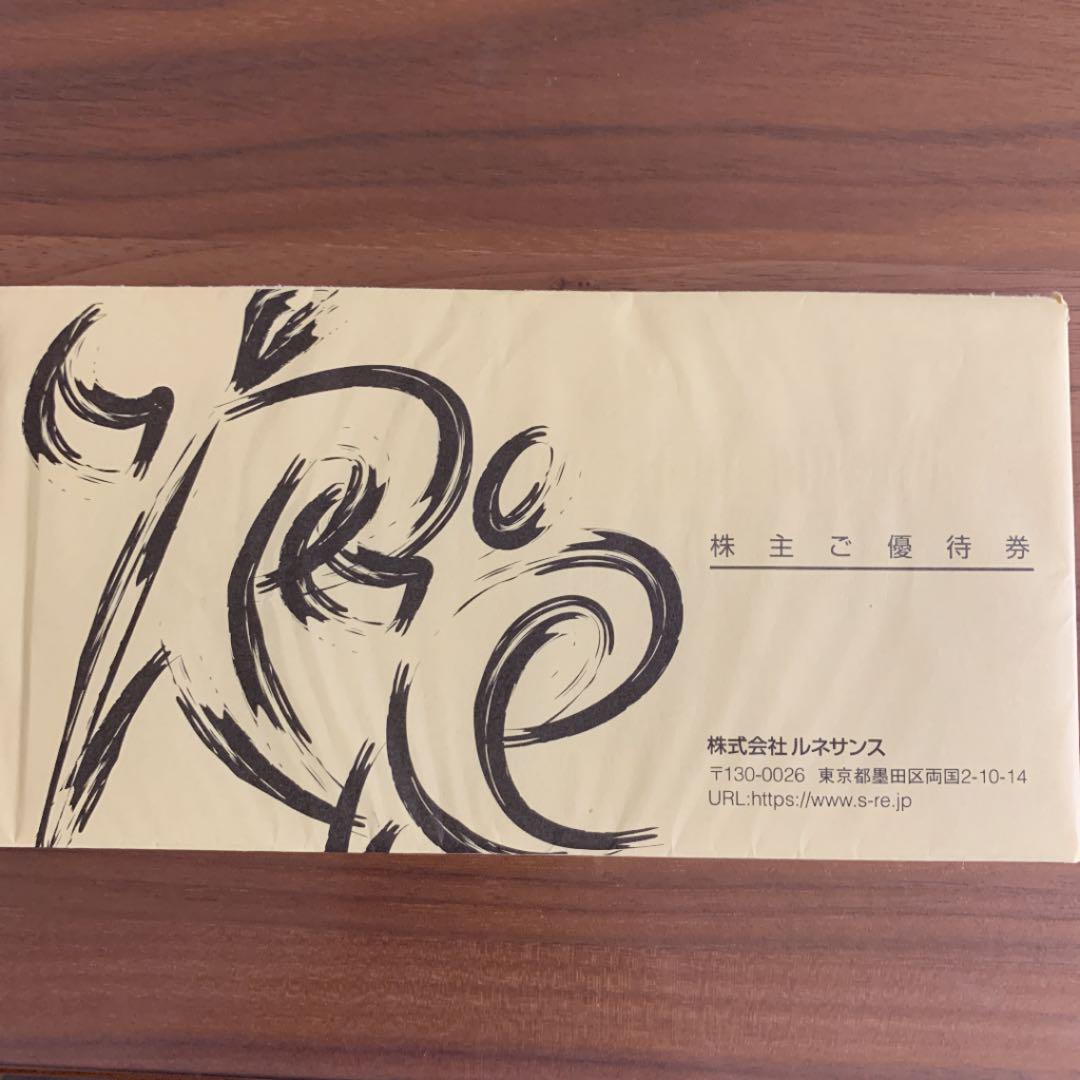 Re
株主ご優待券
株式会社 ルネサンス
〒130-0026 東京都墨田区両国2-10-14
URL:https://www.s-re.jp